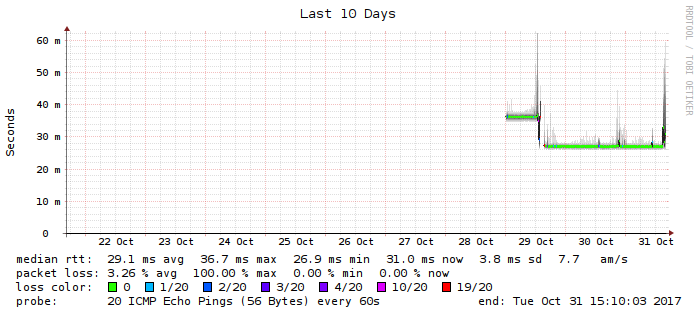 Last 10 Days
RRDTOOL / TOBI OETIKER
Seconds
60 m
50 m
40 m
30 m
20 m
10 m
0
22 Oct 23 Oct 24 Oct 25 Oct 26 Oct 27 Oct 28 Oct 29 Oct 30 Oct 31 Oct
median rtt: 29.1 ms avg 36.7 ms max 26.9 ms min 31.0 ms now 3.8 ms sd 7.7 am/s
packet loss: 3.26 % avg 100.00 % max 0.00 % min 0.00 % now
loss color: 0 1/20 2/20 3/20 4/20 10/20 19/20
probe: 20 ICMP Echo Pings (56 Bytes) every 60s end: Tue Oct 31 15:10:03 2017